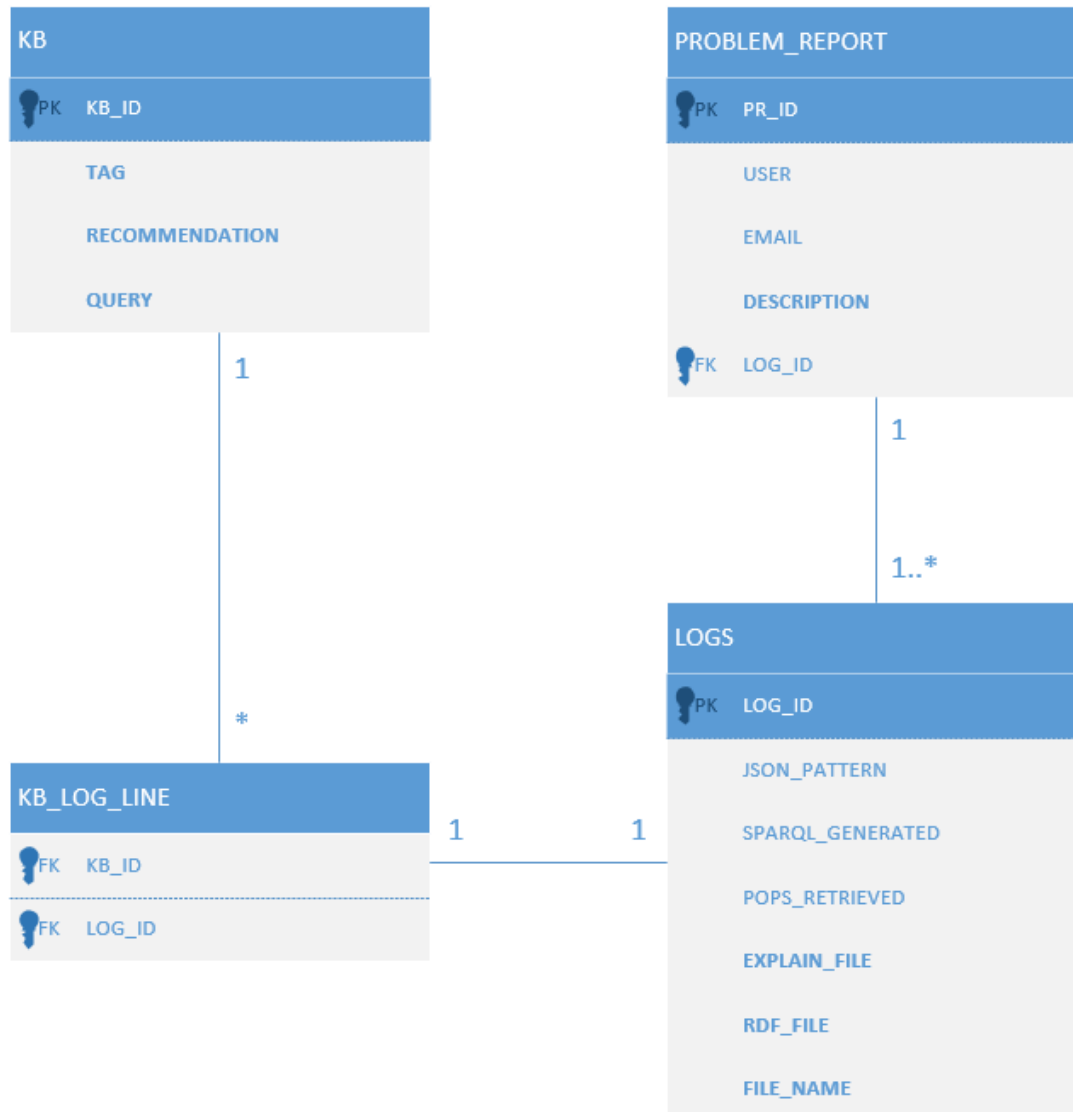 KB
PK KB_ID
TAG
RECOMMENDATION
QUERY
1
*
KB_LOG_LINE
FK KB_ID
FK LOG_ID
1 1
PROBLEM_REPORT
PK PR_ID
USER
EMAIL
DESCRIPTION
FK LOG_ID
1
1..*
LOGS
PK LOG_ID
JSON_PATTERN
SPARQL_GENERATED
POPS_RETRIEVED
EXPLAIN_FILE
RDF_FILE
FILE_NAME